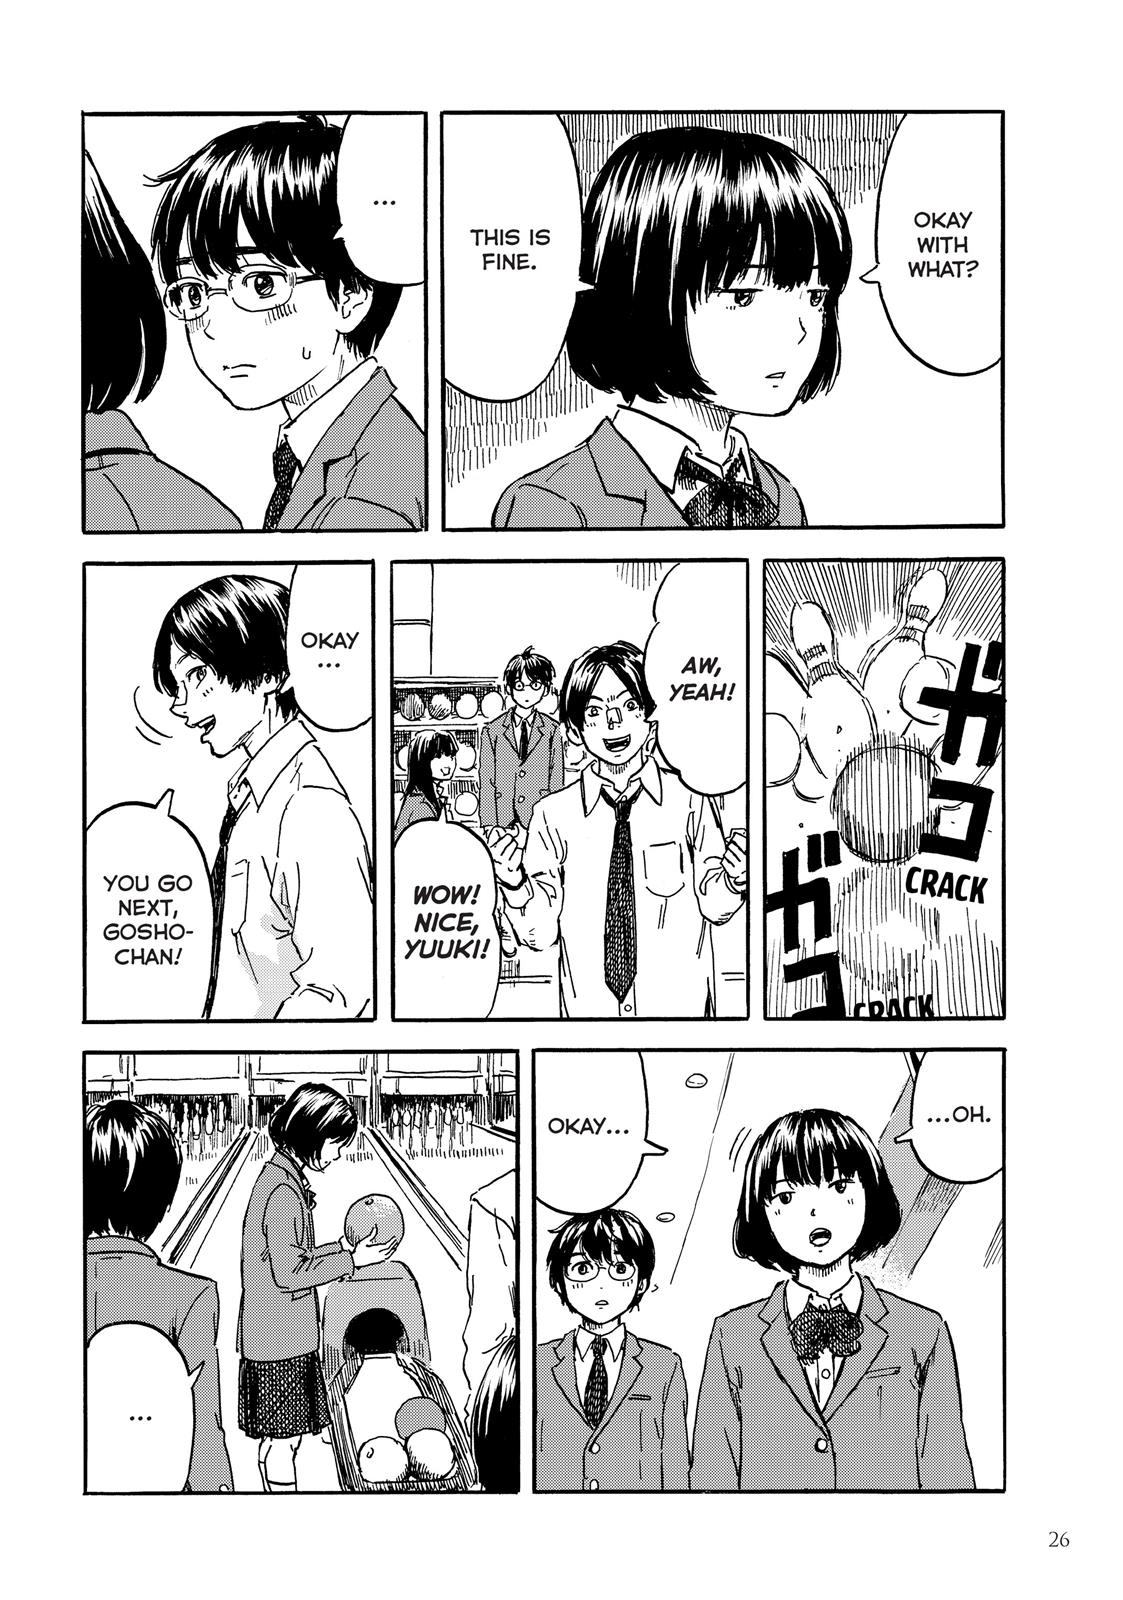 OKAY
WITH
WHAT?
THIS IS
FINE.
...
ガコ
CRACK
ガコ
CRACK
AW,
YEAH!
WOW!
NICE,
YUUKI!
OKAY
...
YOU GO
NEXT,
GOSHO-
CHAN!
...OH.
OKAY...
...
26